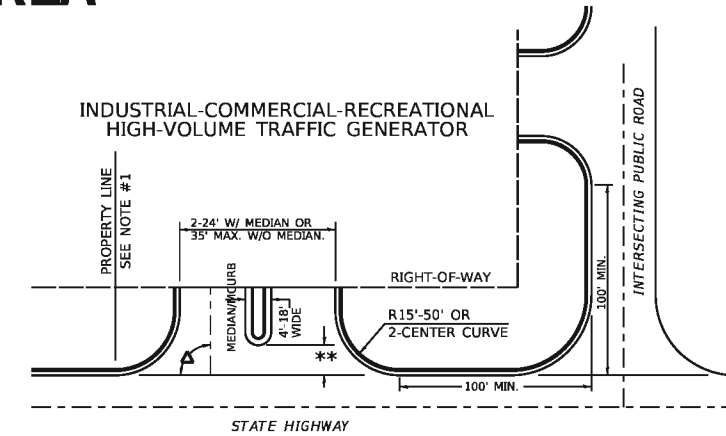 INDUSTRIAL-COMMERCIAL-RECREATIONAL
HIGH-VOLUME TRAFFIC GENERATOR
PROPERTY LINE
SEE NOTE #1
2-24' W/ MEDIAN OR
35' MAX. W/O MEDIAN.
MEDIAN/MCURB
4'-18'
WIDE
**
Δ
RIGHT-OF-WAY
R15'-50' OR
2-CENTER CURVE
100' MIN.
100' MIN.
INTERSECTING PUBLIC ROAD
STATE HIGHWAY